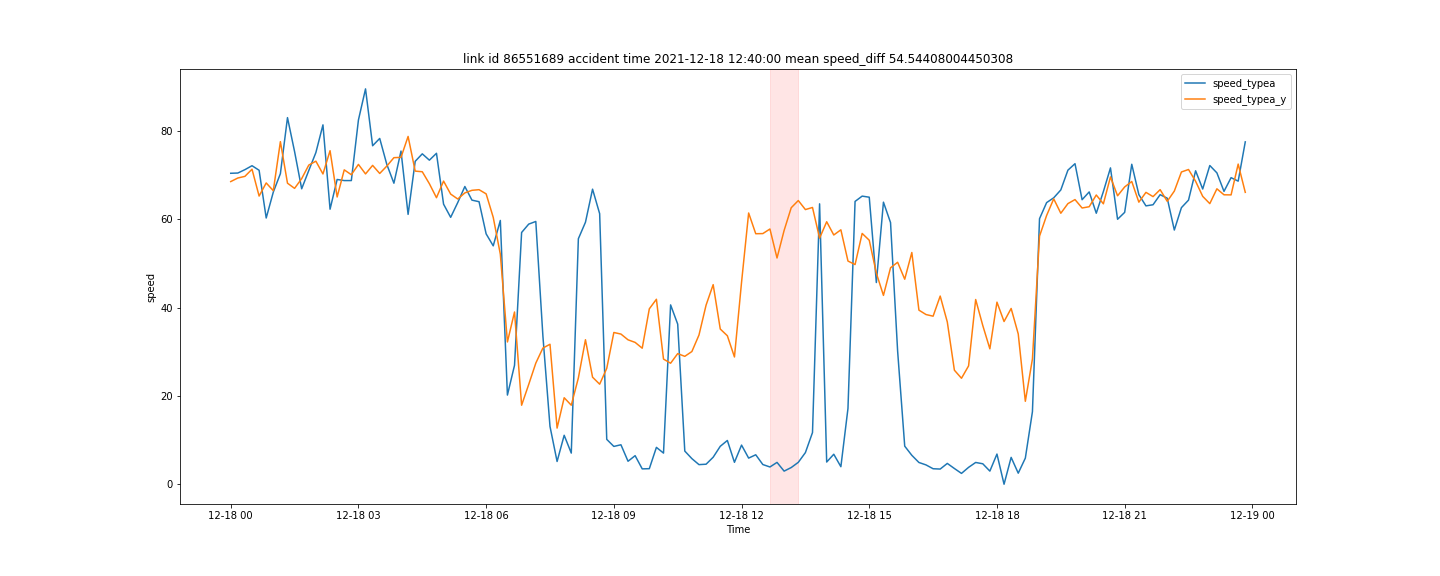 link id 86551689 accident time 2021-12-18 12:40:00 mean speed_diff 54.54408004450308
speed_typea
speed_typea_y
80
60
40
20
0
speed
12-18 00
12-18 03
12-18 06
12-18 09
12-18 12
12-18 15
12-18 18
12-18 21
12-19 00
Time